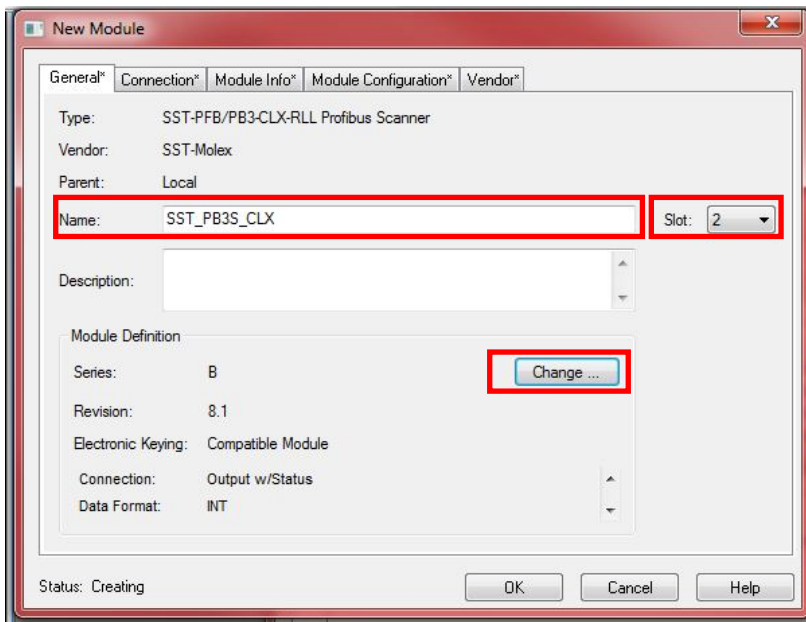 New Module
General* Connection* Module Info* Module Configuration* Vendor*
Type: SST-PFB/PB3-CLX-RLL Profibus Scanner
Vendor: SST-Molex
Parent: Local
Name: SST_PB3S_CLX Slot: 2
Description:
Module Definition
Series: B Change ...
Revision: 8.1
Electronic Keying: Compatible Module
Connection: Output w/Status
Data Format: INT
Status: Creating OK Cancel Help